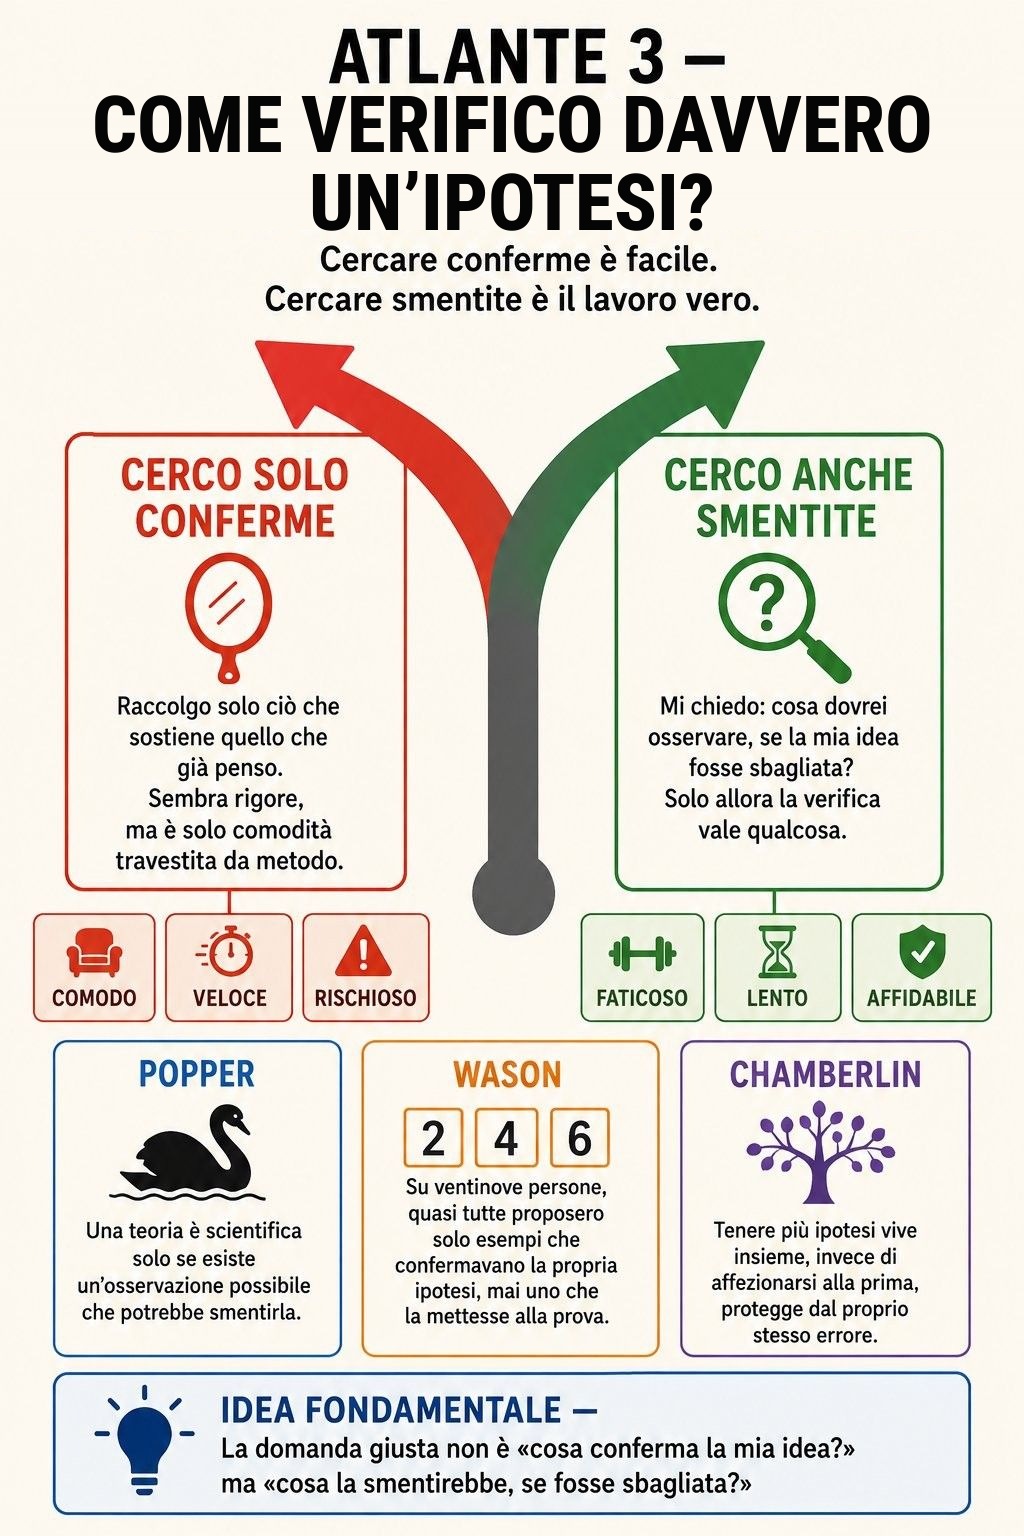 ATLANTE 3 –
COME VERIFICO DAVVERO
UN’IPOTESI?
Cercare conferme è facile.
Cercare smentite è il lavoro vero.
CERCO SOLO
CONFERME
Raccolgo solo ciò che
sostiene quello che
già penso.
Sembra rigore,
ma è solo comodità
travestita da metodo.
COMODO
VELOCE
RISCHIOSO
CERCO ANCHE
SMENTITE
?
Mi chiedo: cosa dovrei
osservare, se la mia idea
fosse sbagliata?
Solo allora la verifica
vale qualcosa.
FATICOSO
LENTO
AFFIDABILE
POPPER
Una teoria è scientifica
solo se esiste
un’osservazione possibile
che potrebbe smentirla.
WASON
2 4 6
Su ventinove persone,
quasi tutte proposero
solo esempi che
confermavano la propria
ipotesi, mai uno che
la mettesse alla prova.
CHAMBERLIN
Tenere più ipotesi vive
insieme, invece di
affezionarsi alla prima,
protegge dal proprio
stesso errore.
IDEA FONDAMENTALE —
La domanda giusta non è «cosa conferma la mia idea?»
ma «cosa la smentirebbe, se fosse sbagliata?»